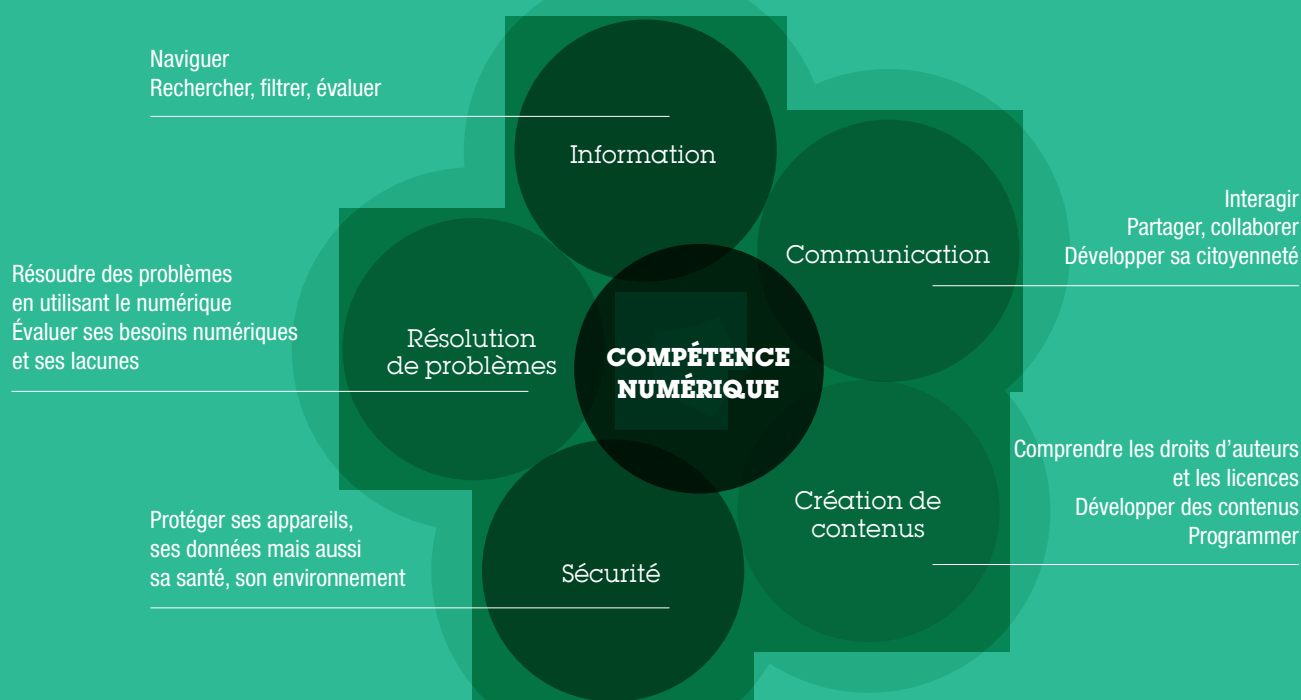 Naviguer
Rechercher, filtrer, évaluer
Information
Interagir
Partager, collaborer
Développer sa citoyenneté
Communication
Résoudre des problèmes
en utilisant le numérique
Évaluer ses besoins numériques
et ses lacunes
Résolution
de problèmes
COMPÉTENCE
NUMÉRIQUE
Comprendre les droits d’auteurs
et les licences
Développer des contenus
Programmer
Création de
contenus
Protéger ses appareils,
ses données mais aussi
sa santé, son environnement
Sécurité